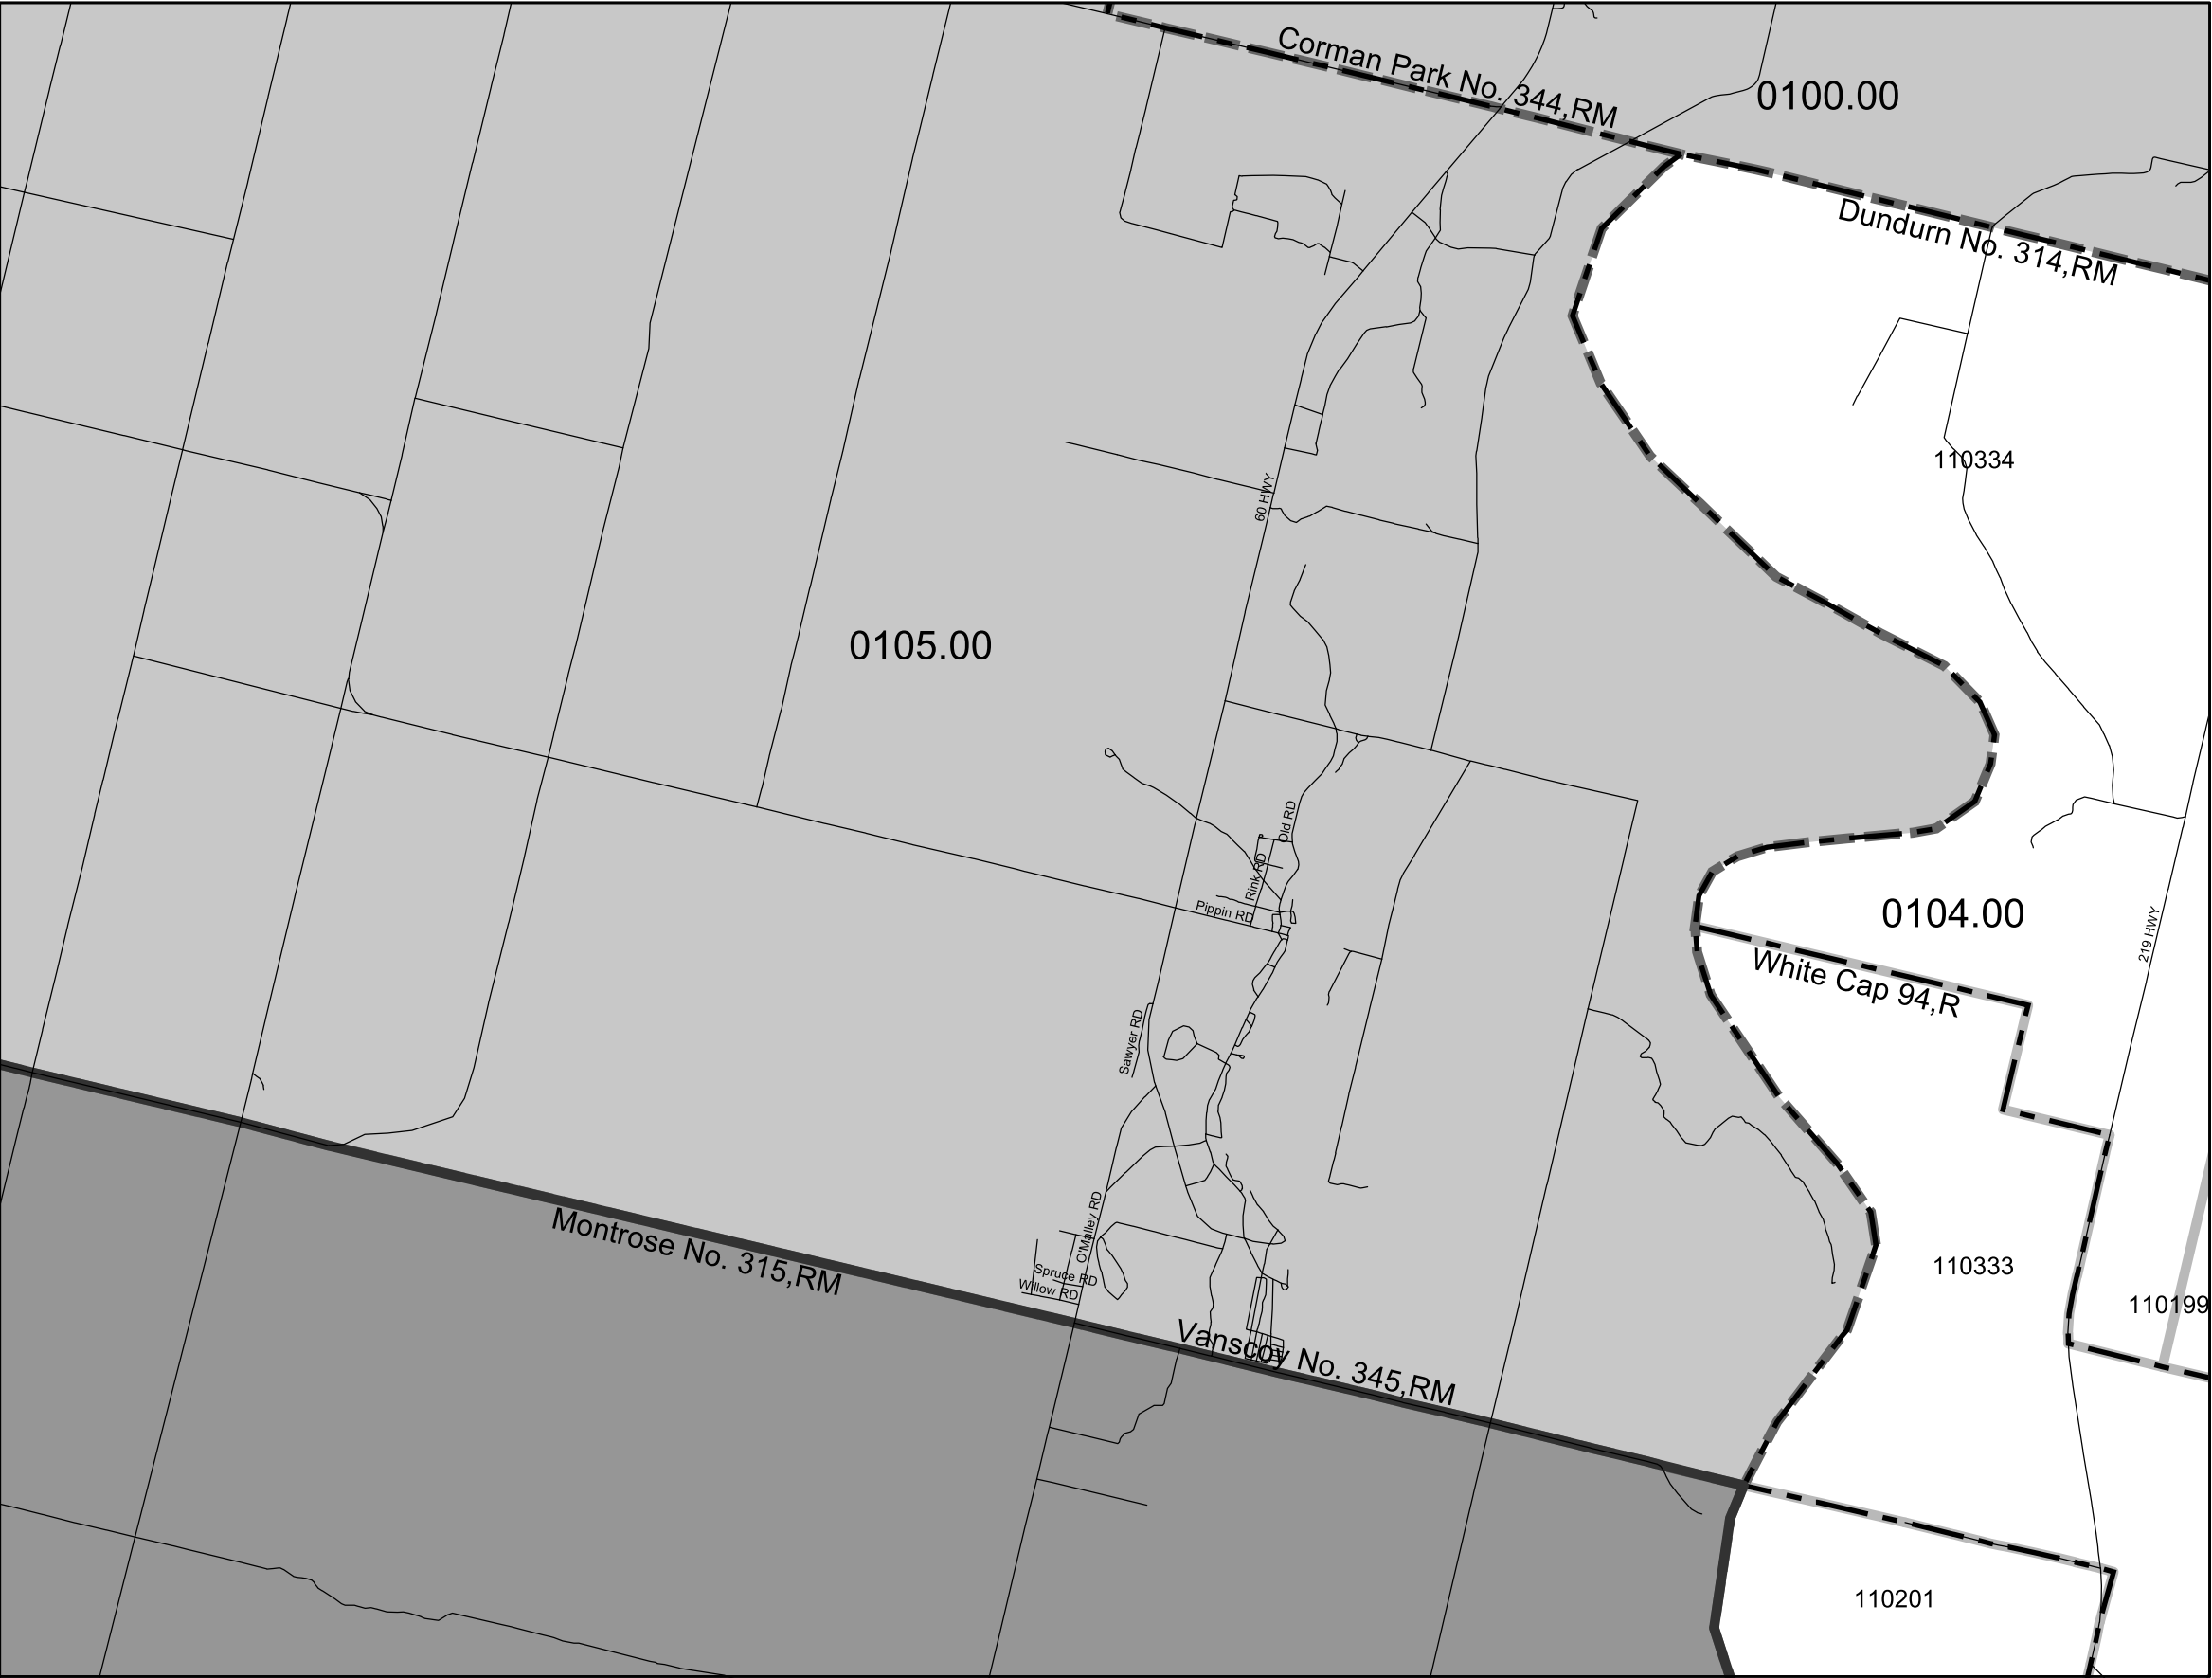 Corman Park No. 344,RM
0100.00
Dundurn No. 314,RM
110334
60 HWY
0105.00
Old RD
Rink RD
Pippin RD
0104.00
219 HWY
White Cap 94,R
Sawyer RD
O'Malley RD
Montrose No. 315,RM
Spruce RD
Willow RD
110333
110199
Vanscoy No. 345,RM
110201